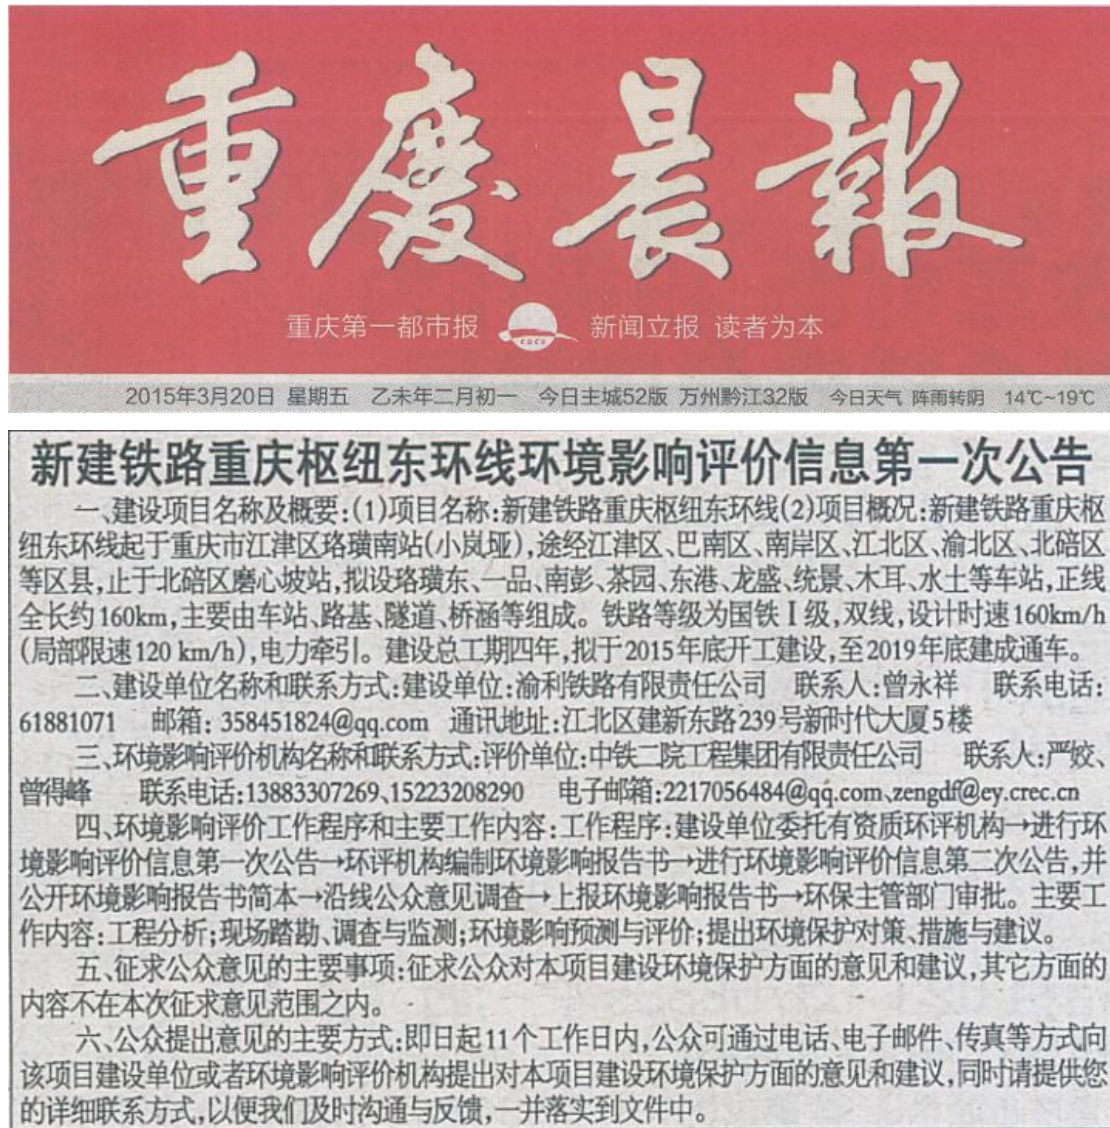 重慶晨報
重庆第一都市报 CQCB 新闻立报 读者为本
2015年3月20日 星期五 乙未年二月初一 今日主城52版 万州黔江32版 今日天气 阵雨转阴 14℃~19℃
新建铁路重庆枢纽东环线环境影响评价信息第一次公告
一、建设项目名称及概要:(1)项目名称:新建铁路重庆枢纽东环线(2)项目概况:新建铁路重庆枢
纽东环线起于重庆市江津区珞璜南站(小岚垭),途经江津区、巴南区、南岸区、江北区、渝北区、北碚区
等区县,止于北碚区磨心坡站,拟设珞璜东、一品、南彭、茶园、东港、龙盛、统景、木耳、水土等车站,正线
全长约160km,主要由车站、路基、隧道、桥涵等组成。铁路等级为国铁Ⅰ级,双线,设计时速160km/h
(局部限速120 km/h),电力牵引。建设总工期四年,拟于2015年底开工建设,至2019年底建成通车。
二、建设单位名称和联系方式:建设单位:渝利铁路有限责任公司 联系人:曾永祥 联系电话:
61881071 邮箱:358451824@qq.com 通讯地址:江北区建新东路239号新时代大厦5楼
三、环境影响评价机构名称和联系方式:评价单位:中铁二院工程集团有限责任公司 联系人:严姣、
曾得峰 联系电话:13883307269、15223208290 电子邮箱:2217056484@qq.com、zengdf@ey.crec.cn
四、环境影响评价工作程序和主要工作内容:工作程序:建设单位委托有资质环评机构→进行环
境影响评价信息第一次公告→环评机构编制环境影响报告书→进行环境影响评价信息第二次公告,并
公开环境影响报告书简本→沿线公众意见调查→上报环境影响报告书→环保主管部门审批。主要工
作内容:工程分析;现场踏勘、调查与监测;环境影响预测与评价;提出环境保护对策、措施与建议。
五、征求公众意见的主要事项:征求公众对本项目建设环境保护方面的意见和建议,其它方面的
内容不在本次征求意见范围之内。
六、公众提出意见的主要方式:即日起11个工作日内,公众可通过电话、电子邮件、传真等方式向
该项目建设单位或者环境影响评价机构提出对本项目建设环境保护方面的意见和建议,同时请提供您
的详细联系方式,以便我们及时沟通与反馈,一并落实到文件中。